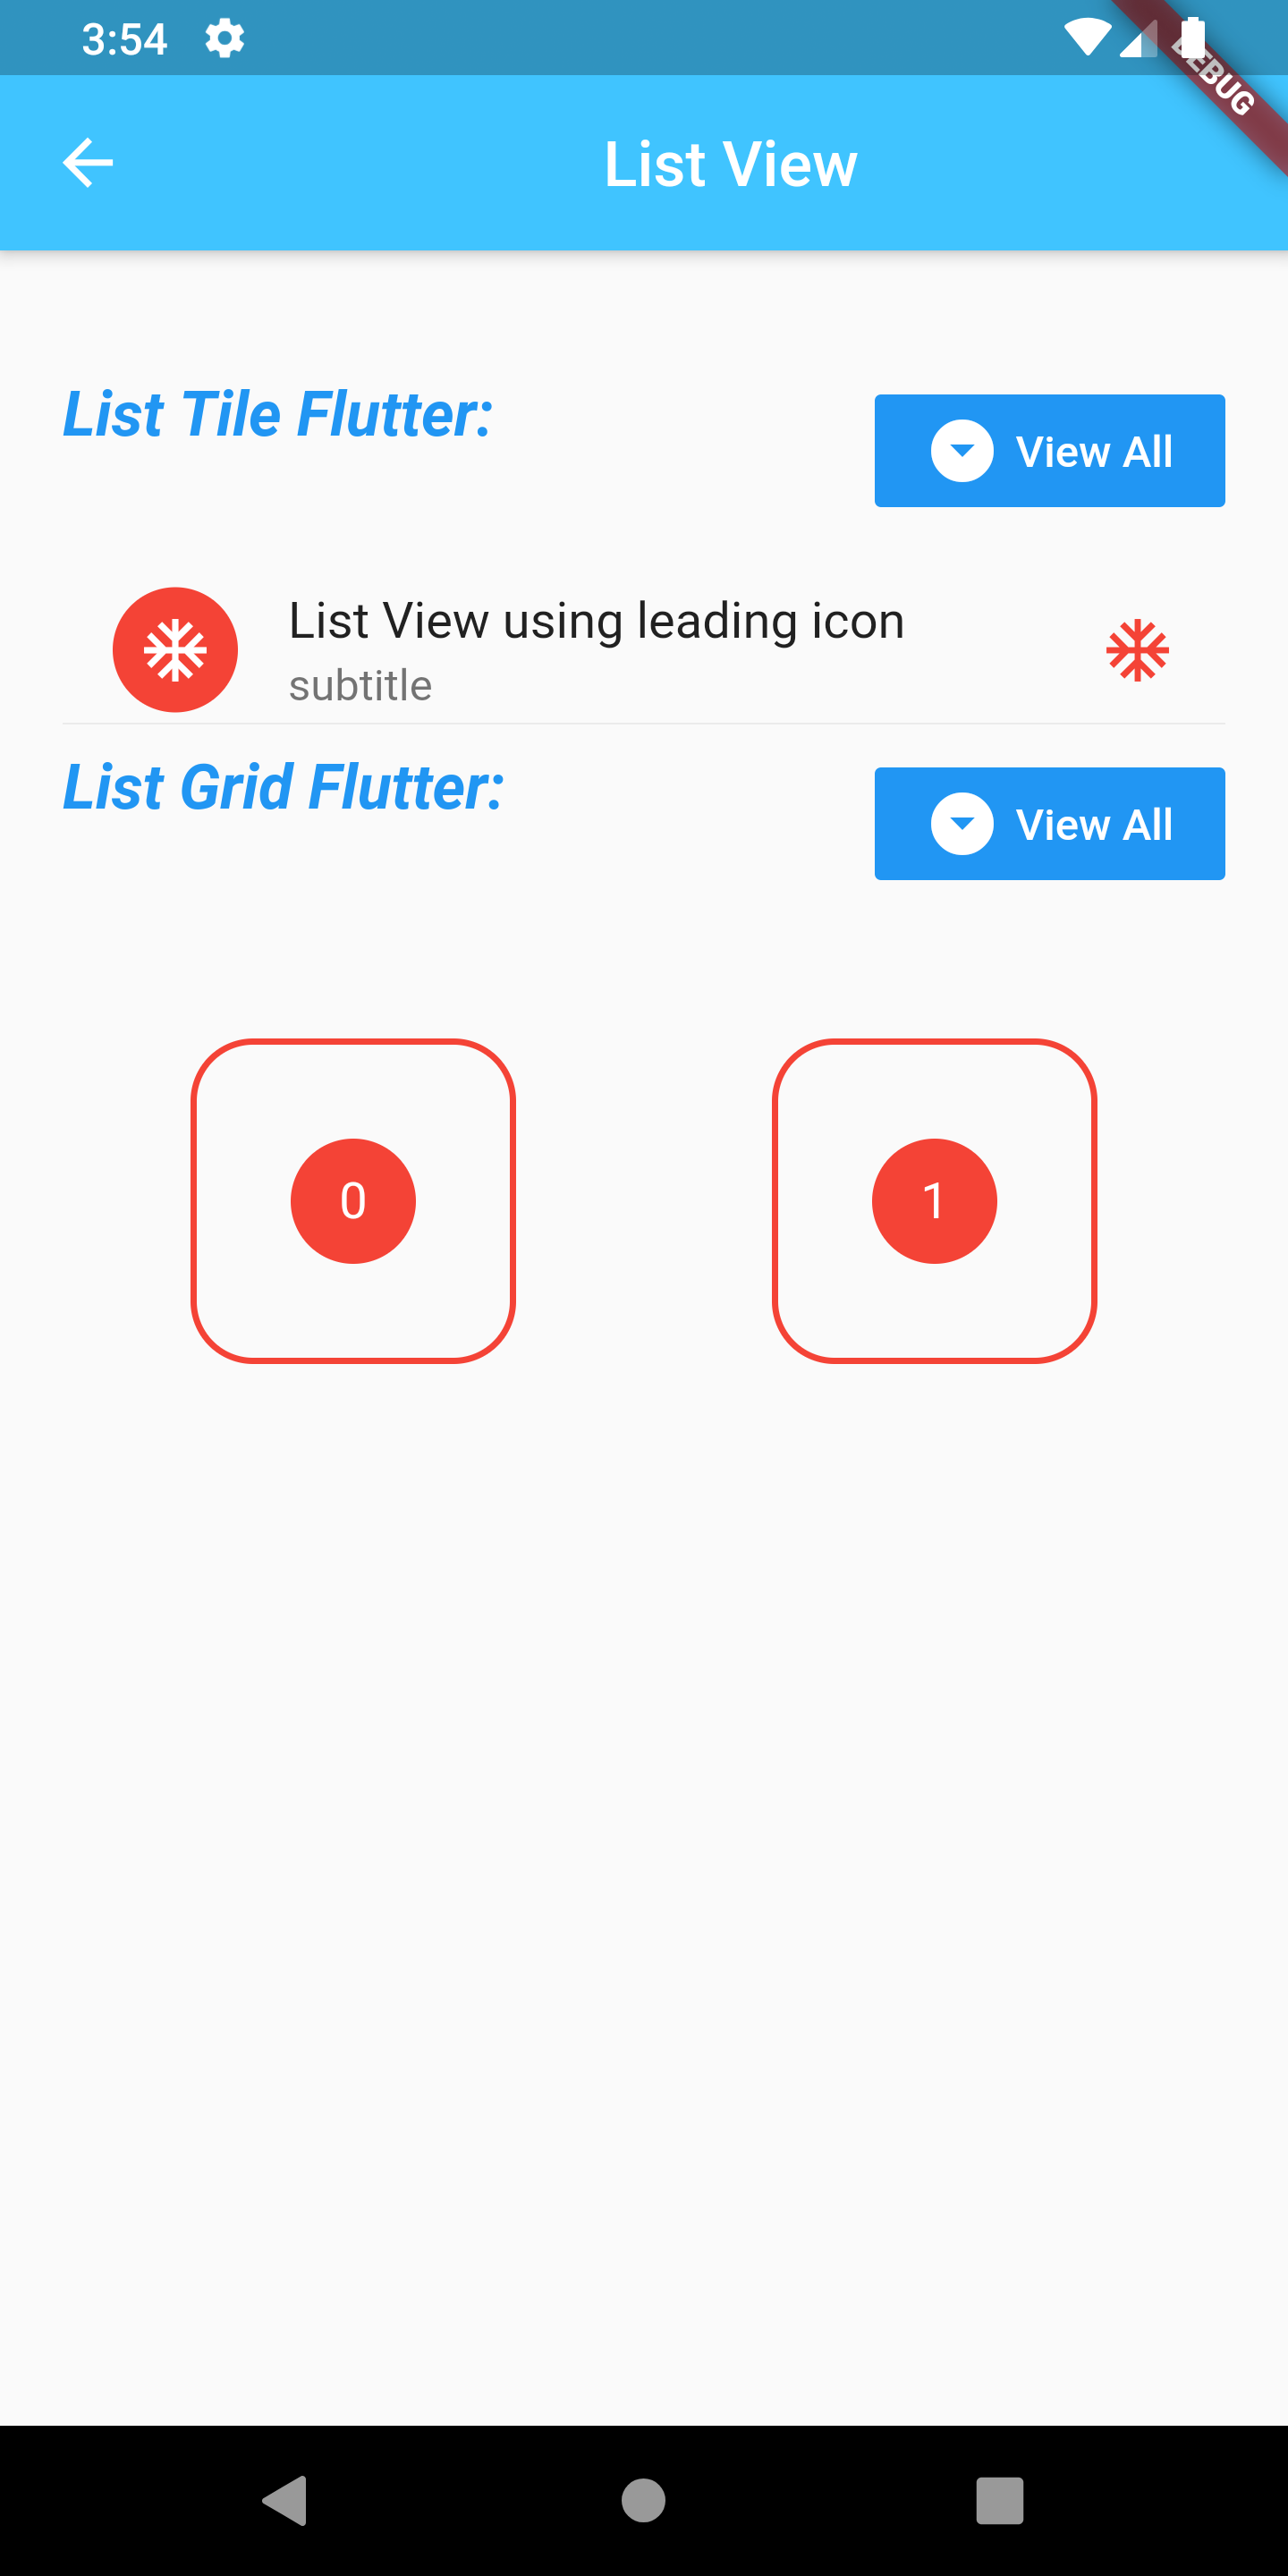 3:54
DEBUG
List View
List Tile Flutter:
View All
List View using leading icon
subtitle
List Grid Flutter:
View All
0
1